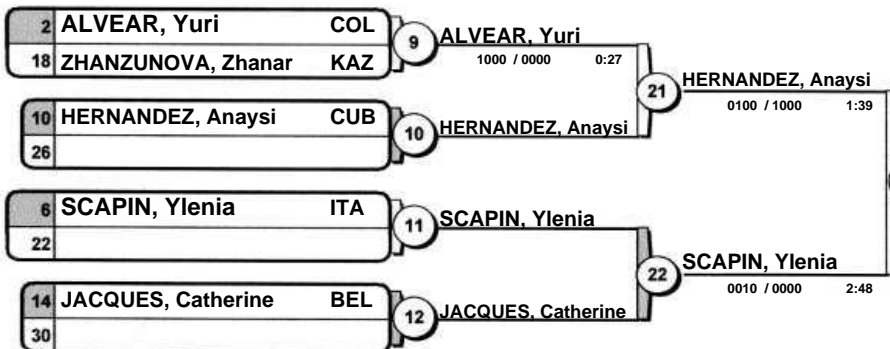 2 ALVEAR, Yuri COL
18 ZHANZUNOVA, Zhanar KAZ
9 ALVEAR, Yuri
1000 / 0000 0:27
10 HERNANDEZ, Anaysi CUB
26
10 HERNANDEZ, Anaysi
21 HERNANDEZ, Anaysi
0100 / 1000 1:39
6 SCAPIN, Ylenia ITA
22
11 SCAPIN, Ylenia
14 JACQUES, Catherine BEL
30
12 JACQUES, Catherine
22 SCAPIN, Ylenia
0010 / 0000 2:48